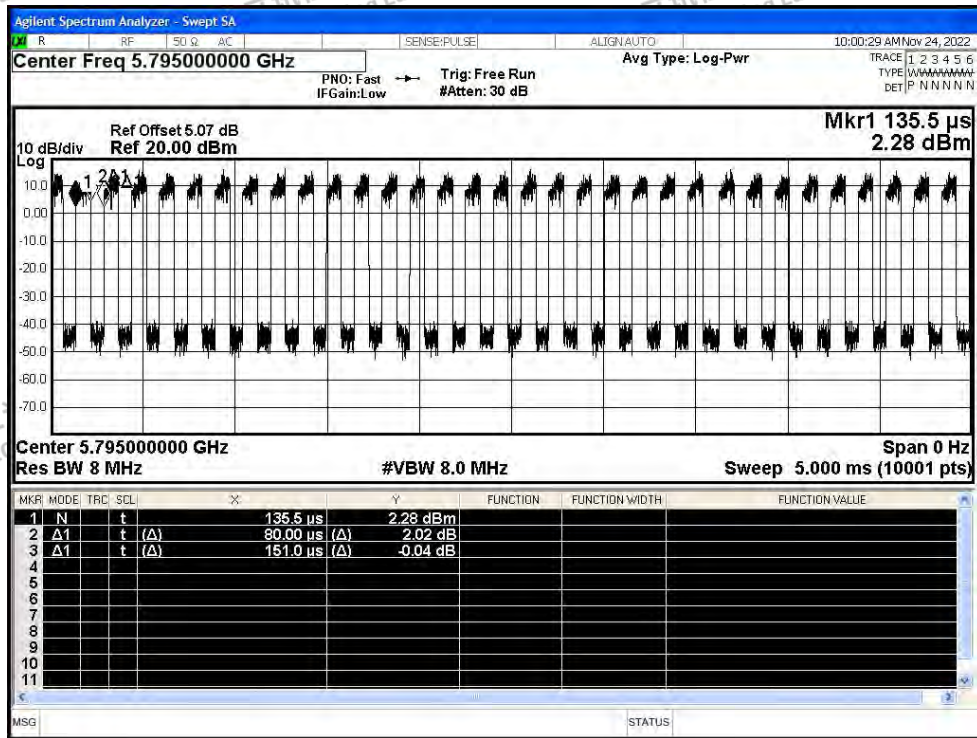 Agilent Spectrum Analyzer - Swept SA
LXI R RF 50 Ω AC SENSE:PULSE ALIGNAUTO 10:00:29 AM Nov 24, 2022
Center Freq 5.795000000 GHz Avg Type: Log-Pwr TRACE 1 2 3 4 5 6
PNO: Fast Trig: Free Run TYPE WWWWWW
IFGain:Low #Atten: 30 dB DET P N N N N N
Mkr1 135.5 µs
Ref Offset 5.07 dB
10 dB/div Ref 20.00 dBm 2.28 dBm
Log
1 2Δ1
10.0
0.00
-10.0
-20.0
-30.0
-40.0
-50.0
-60.0
-70.0
Center 5.795000000 GHz Span 0 Hz
Res BW 8 MHz #VBW 8.0 MHz Sweep 5.000 ms (10001 pts)
MKR MODE TRC SCL X Y FUNCTION FUNCTION WIDTH FUNCTION VALUE
1 N t 135.5 µs 2.28 dBm
2 Δ1 t (Δ) 80.00 µs (Δ) 2.02 dB
3 Δ1 t (Δ) 151.0 µs (Δ) -0.04 dB
4
5
6
7
8
9
10
11
MSG STATUS